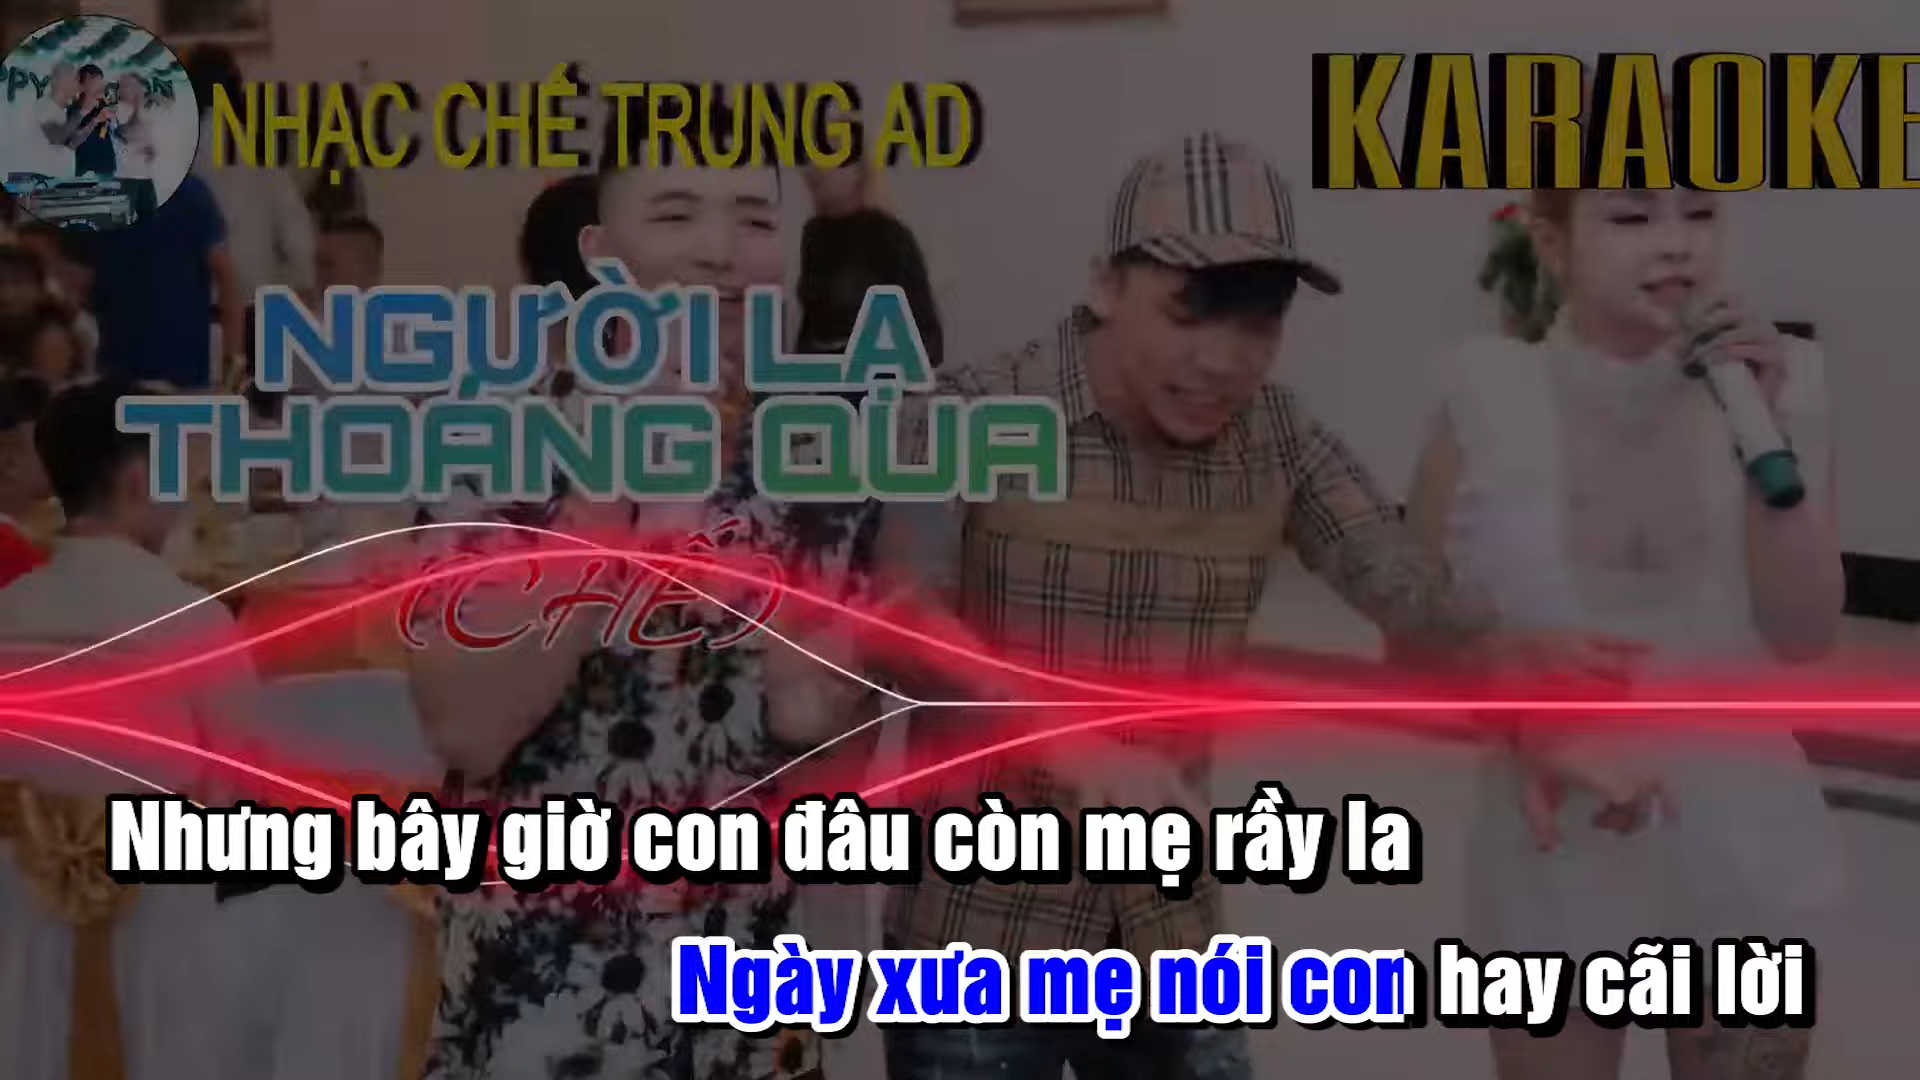 NHẠC CHẾ TRUNG AD
KARAOKE
NGƯỜI LẠ
THOÁNG QUA
(CHẾ)
Nhưng bây giờ con đâu còn mẹ rầy la
Ngày xưa mẹ nói con hay cãi lời